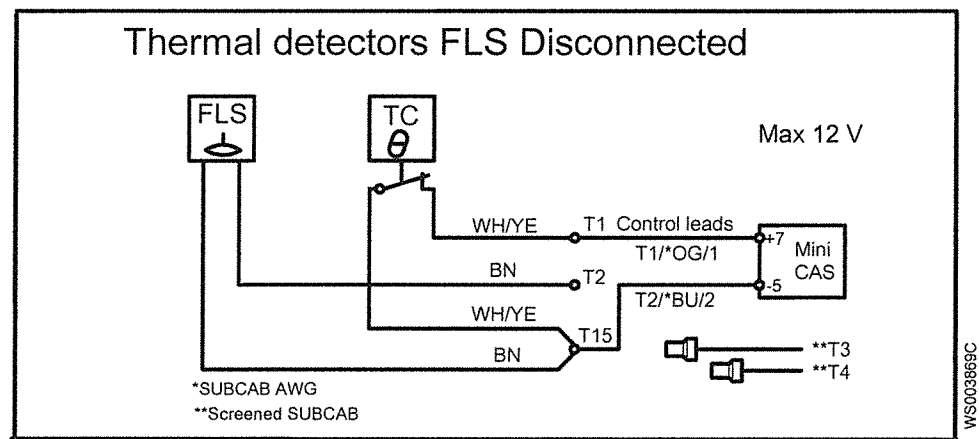 Thermal detectors FLS Disconnected
FLS
TC
θ
Max 12 V
WH/YE
T1
Control leads
+7
Mini
CAS
T1/*OG/1
BN
T2
-5
T2/*BU/2
WH/YE
T15
BN
**T3
**T4
*SUBCAB AWG
**Screened SUBCAB
WS003869C